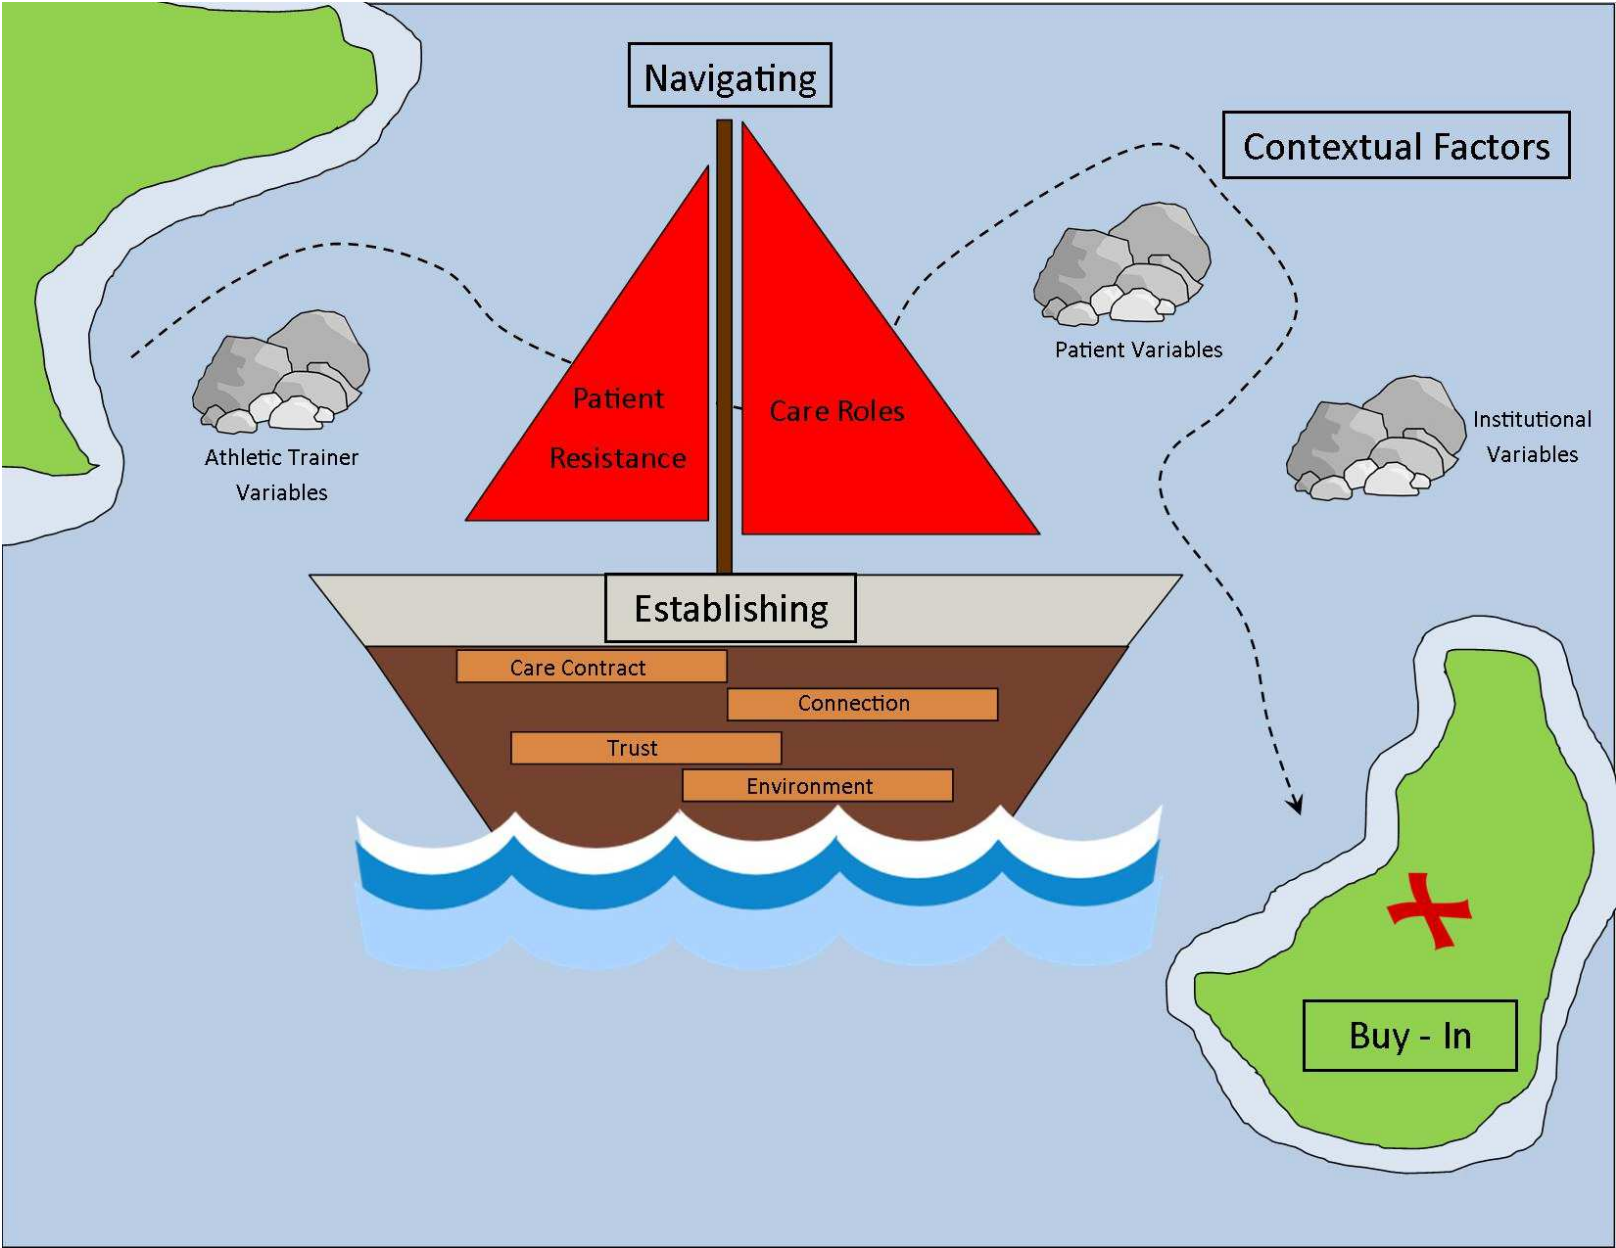 Navigating
Contextual Factors
Patient Variables
Patient
Resistance
Care Roles
Institutional
Variables
Athletic Trainer
Variables
Establishing
Care Contract
Connection
Trust
Environment
Buy - In